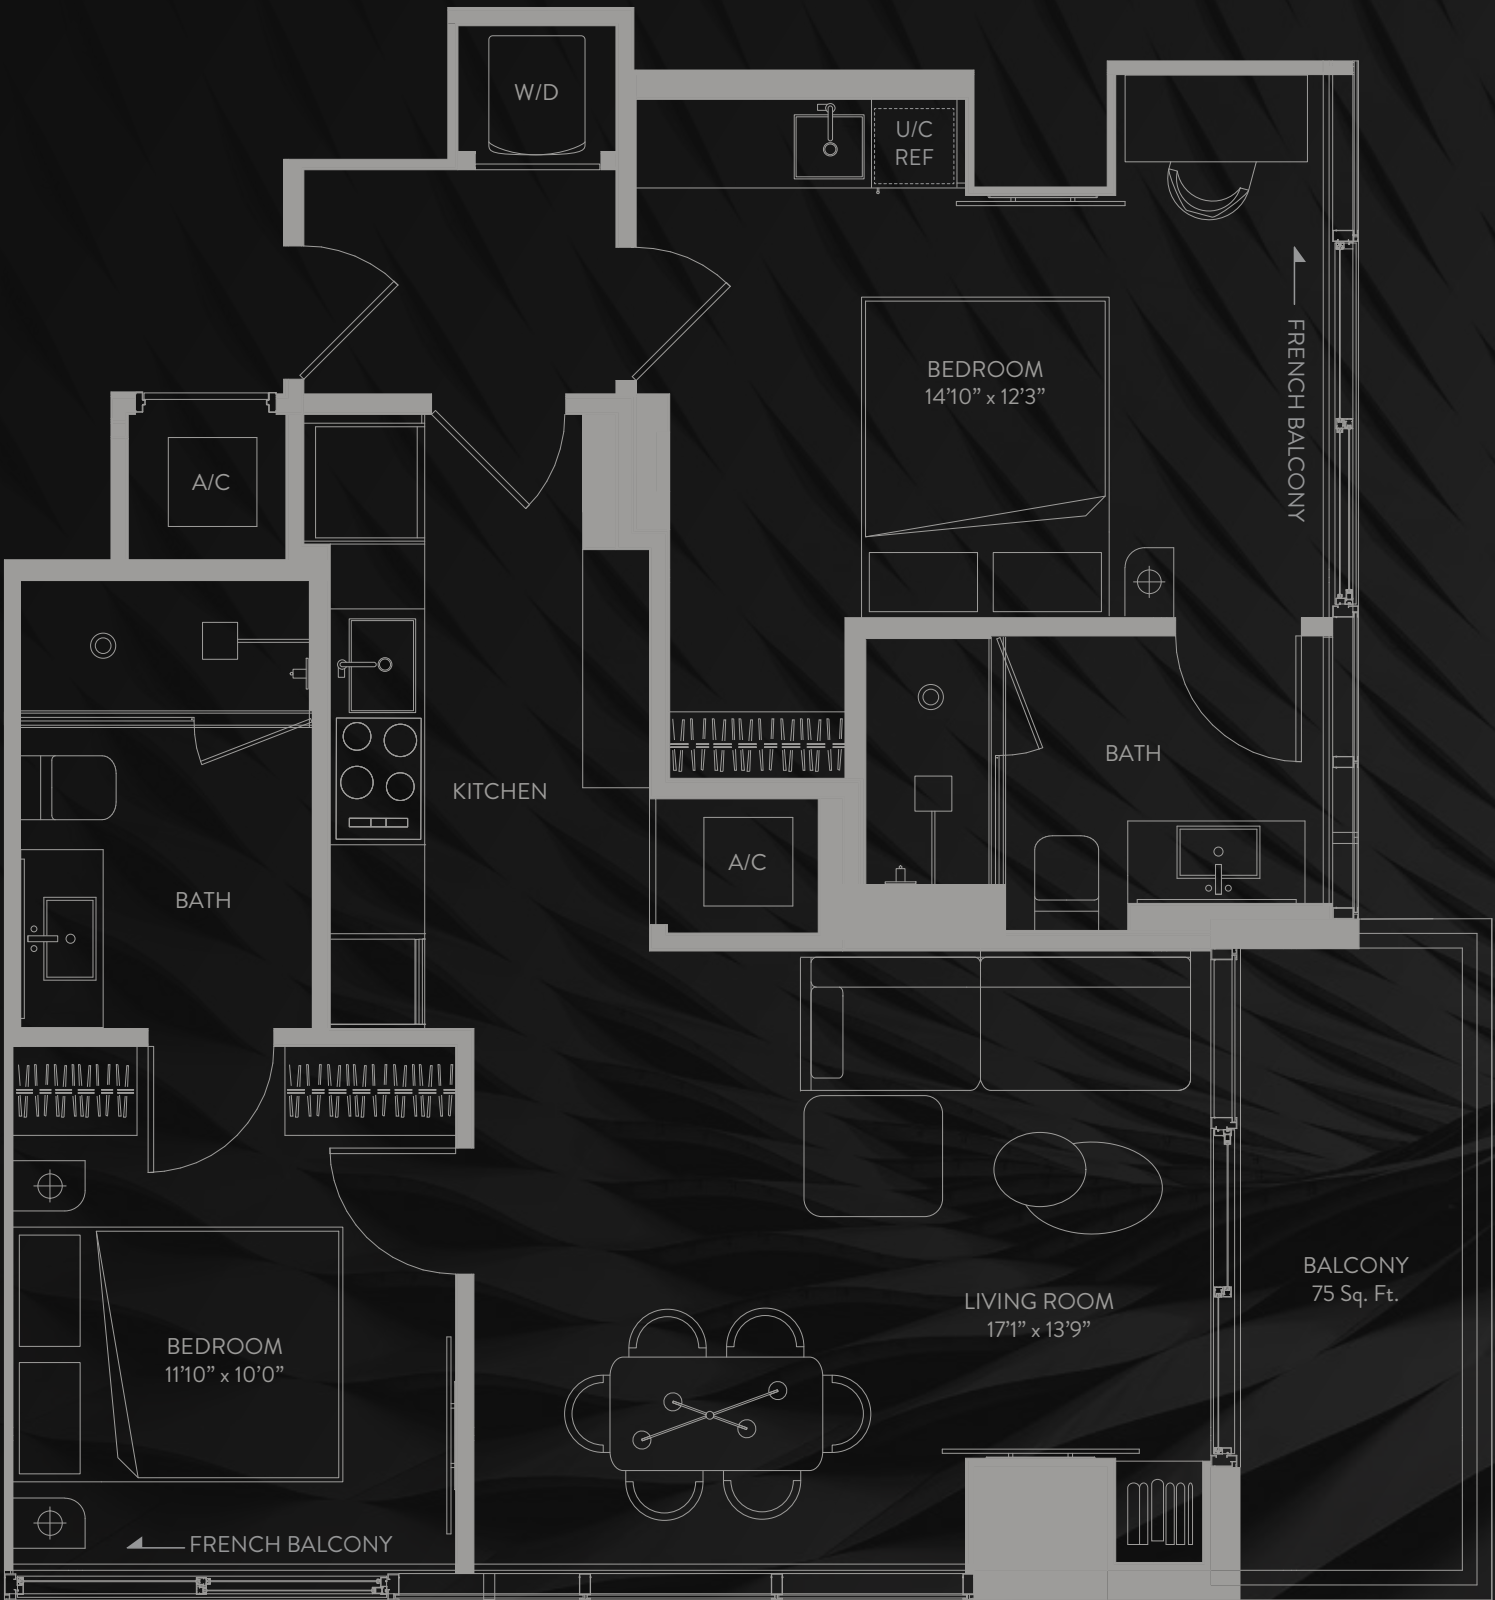 W/D
U/C
REF
BEDROOM
14'10” x 12'3”
FRENCH BALCONY
A/C
KITCHEN
BATH
A/C
BATH
LIVING ROOM
17'1” x 13'9”
BALCONY
75 Sq. Ft.
BEDROOM
11'10” x 10'0”
FRENCH BALCONY